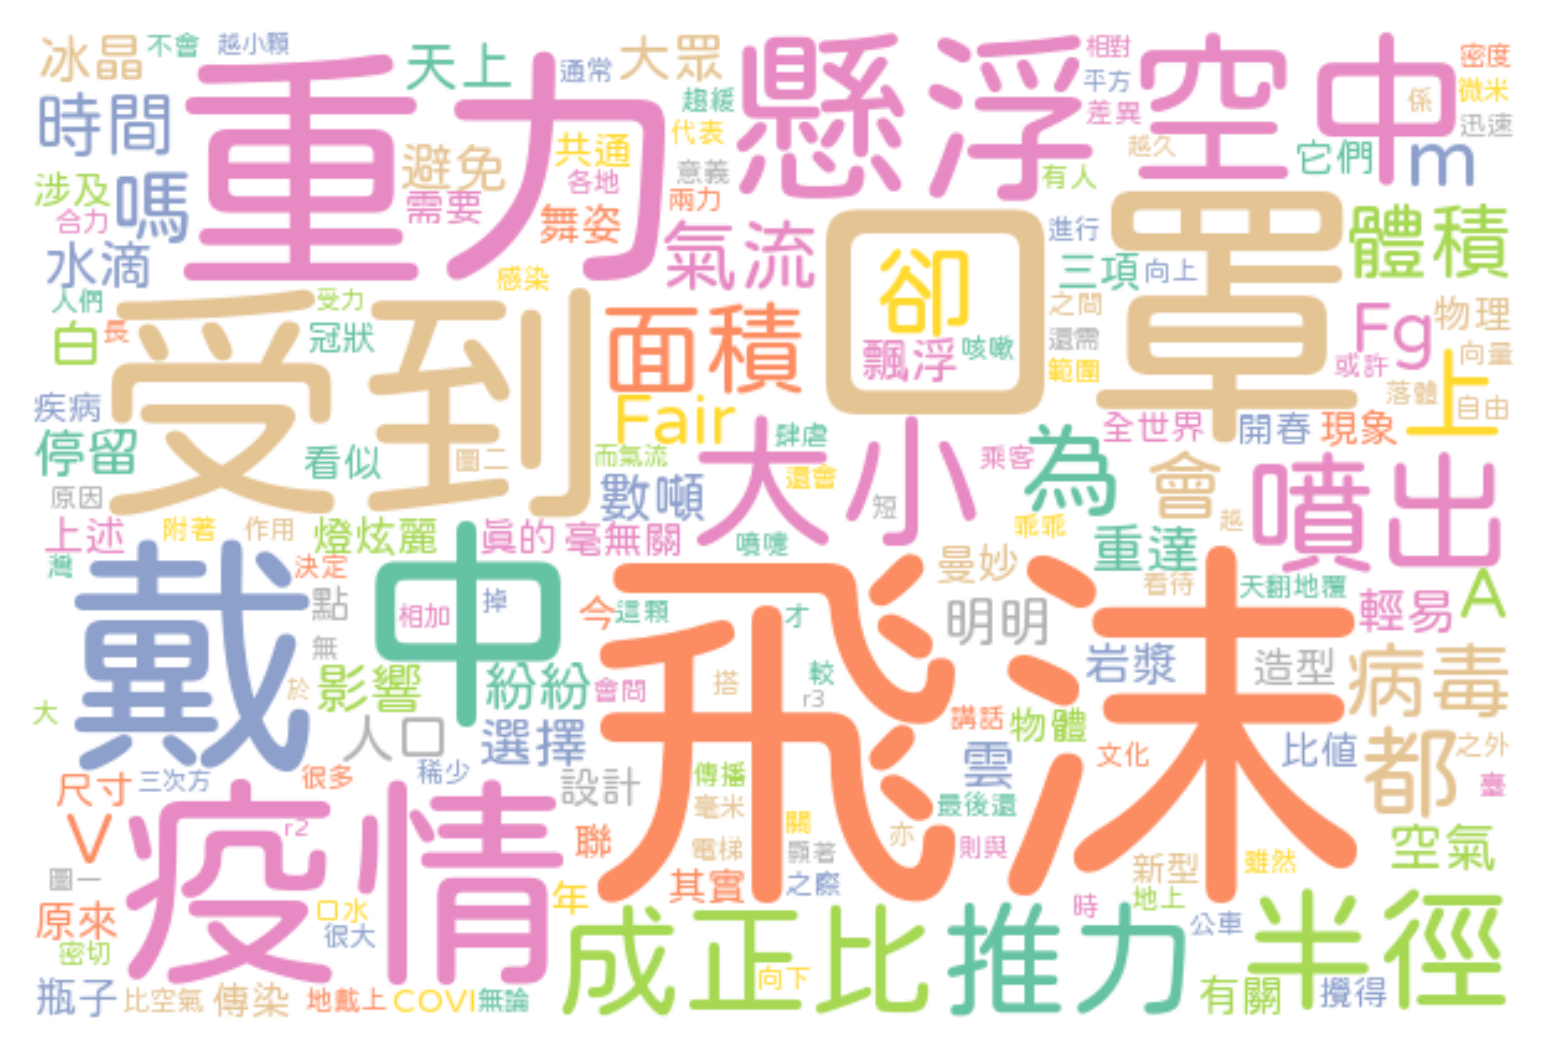 冰晶 不會 越小顆 天上 通常 大眾 相對 密度
重力 懸浮 空中
時間 趨緩 平方 差異 係 微米
代表 迅速
避免 共通 意義 越久 它們 m
涉及 嗎 需要 各地 兩力 有人
合力 舞姿
水滴 氣流 口罩 卻 進行 體積
感染 三項 向上
人們 受到 受力 面積 之間 Fg 物理
白 長 冠狀 飄浮 咳嗽 還需 向量
範圍 或許 上
疾病 Fair 落體 自由
停留 看似 圖二 而氣流 大小 肆虐 乘客 為 全世界 開春 現象
原因 數噸 還會 短 會 噴出
上述 附著 作用 燈炫麗 真的 毫無關 噴嚏 乖乖 越 重達
灣 戴 決定 中 飛沫 曼妙 看待 天翻地覆
點 相加 掉 今 這顆 才 明明 輕易 A
無 岩漿 造型 病毒
於 影響 紛紛 會問 搭 較
大 r3 講話 物體
人口 選擇 雲 文化 比值 都 之外
尺寸 三次方 很多 稀少 設計 傳播 最後還 臺
V 疫情 r2 聯 毫米 關 亦 空氣
圖一 電梯 顯著 則與 新型 雖然
原來 口水 年 其實 之際 時 地上 公車
密切 很大 成正比 向下 推力 半徑
瓶子 比空氣 傳染 地戴上 COVI 無論 有關 攪得